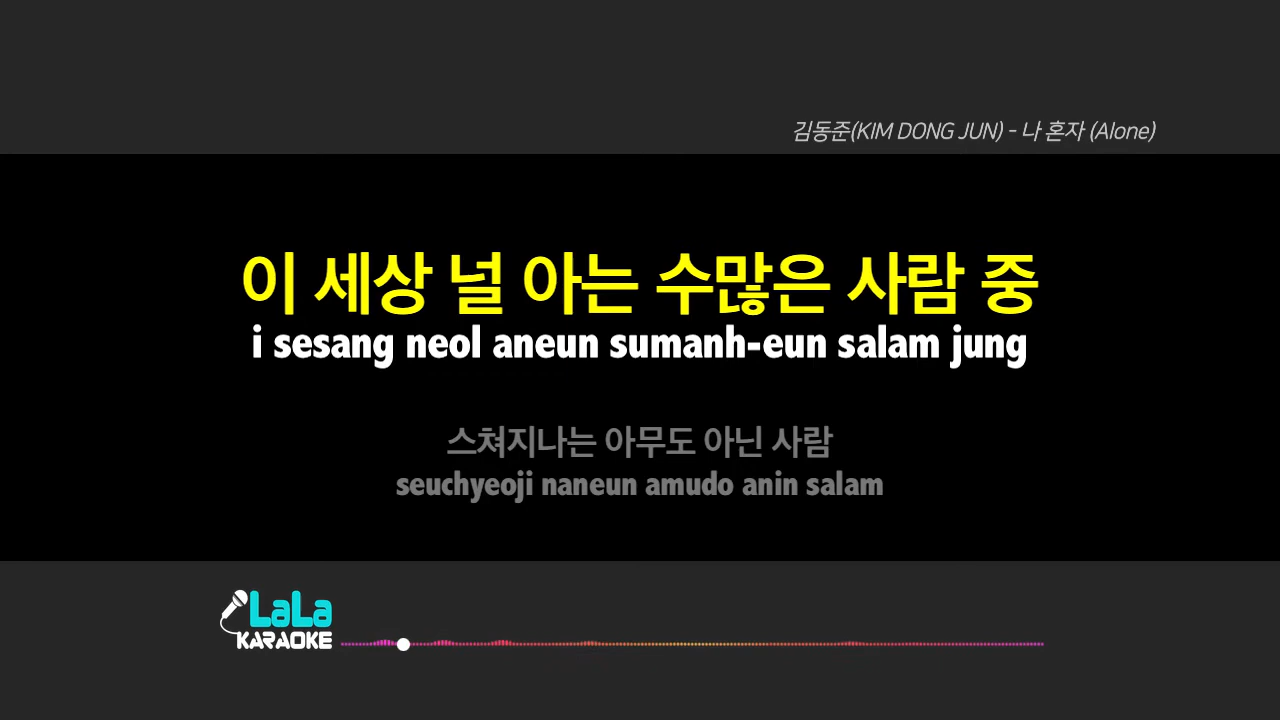 김동준(KIM DONG JUN) - 나 혼자 (Alone)
이 세상 널 아는 수많은 사람 중
i sesang neol aneun sumanh-eun salam jung
스쳐지나는 아무도 아닌 사람
seuchyeoji naneun amudo anin salam
LaLa
KARAOKE